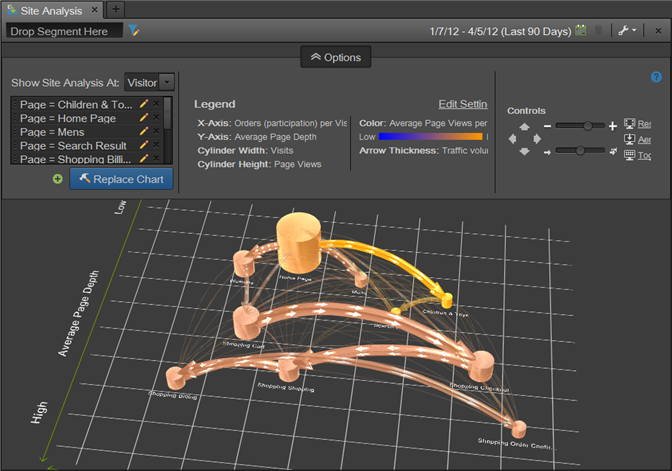 Site Analysis
Drop Segment Here
1/7/12 - 4/5/12 (Last 90 Days)
Options
Show Site Analysis At: Visitor
Page = Children & To...
Page = Home Page
Page = Mens
Page = Search Result
Page = Shopping Billi...
Replace Chart
Legend
Edit Settin
X-Axis: Orders (participation) per Vis
Y-Axis: Average Page Depth
Cylinder Width: Visits
Cylinder Height: Page Views
Color: Average Page Views per
Low
Arrow Thickness: Traffic volu
Controls
Re
Aer
Top
Low
Average Page Depth
High
Home Page
Womens
Mens
Children & Toys
Shopping Cart
Shopping Checkout
Shopping Shipping
Shopping Billing
Shopping Order Confir...